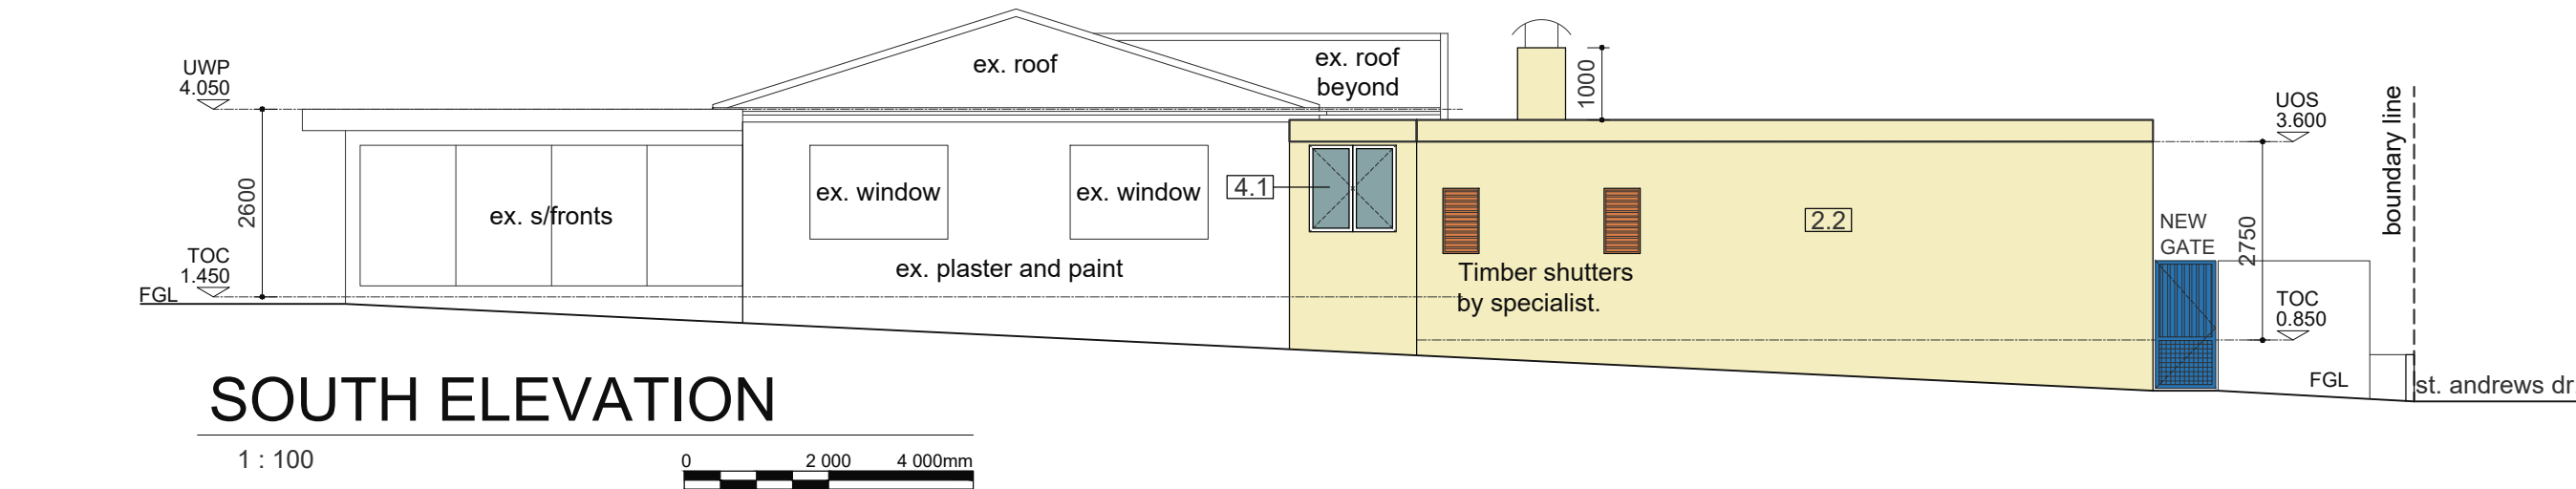 UWP
4.050
2600
TOC
1.450
FGL
ex. s/fronts
ex. roof
ex. roof
beyond
ex. window
ex. window
ex. plaster and paint
4.1
1000
Timber shutters
by specialist.
2.2
NEW
GATE
2750
UOS
3.600
TOC
0.850
boundary line
FGL
st. andrews dr
SOUTH ELEVATION
1 : 100
0 2 000 4 000mm